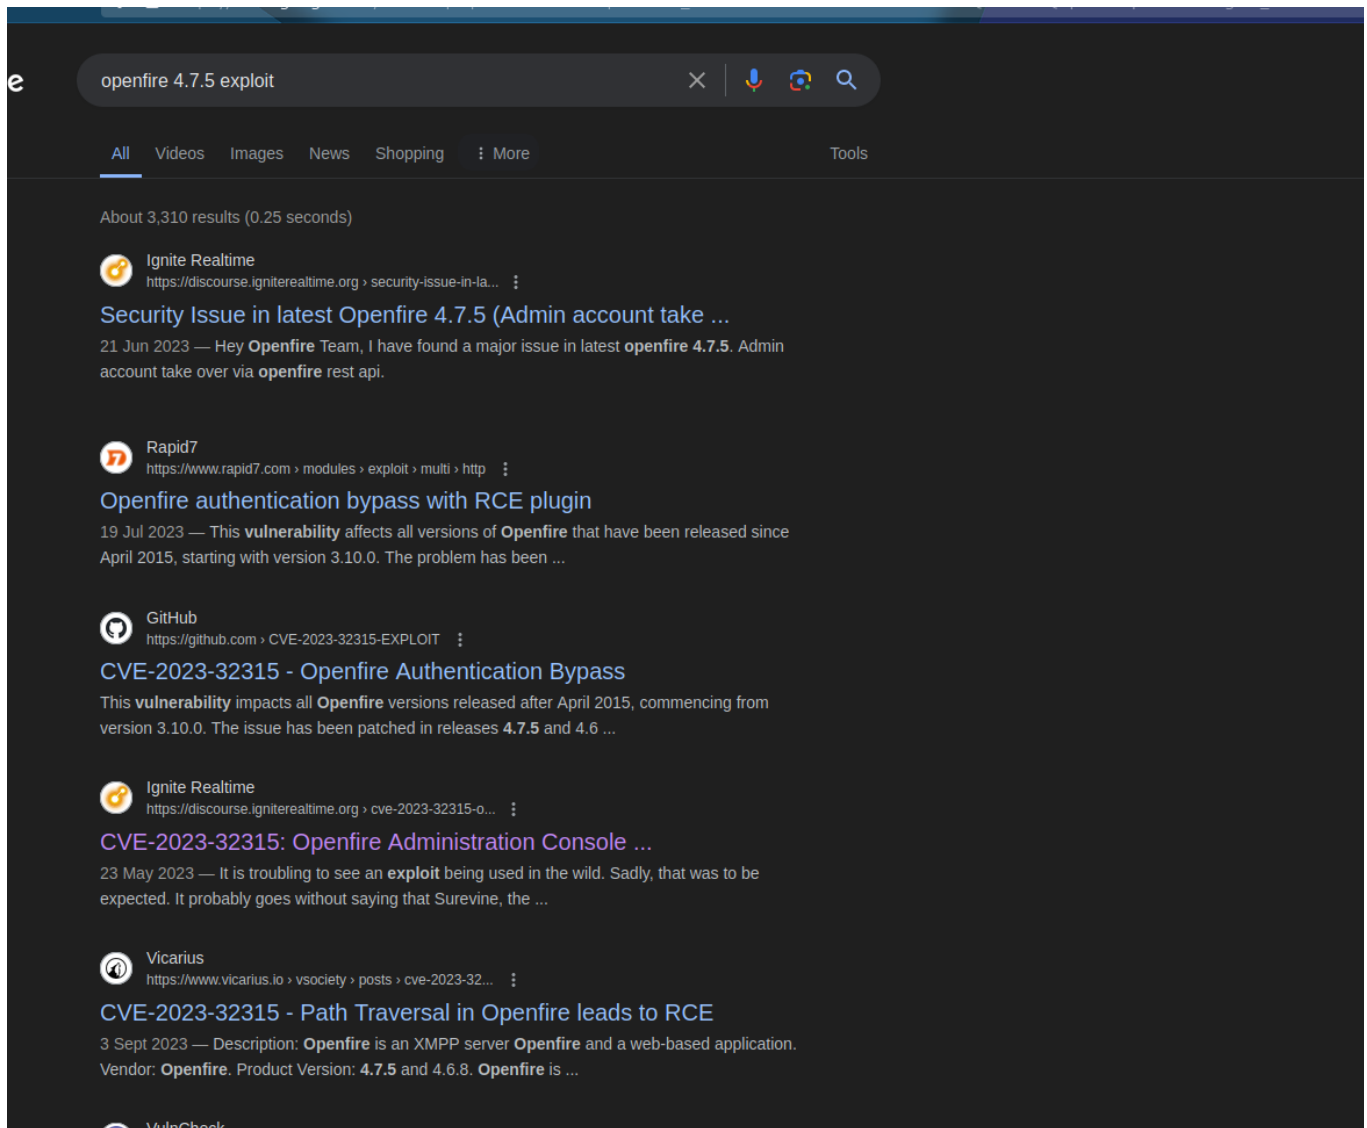 e
openfire 4.7.5 exploit
All Videos Images News Shopping More Tools
About 3,310 results (0.25 seconds)
Ignite Realtime
https://discourse.igniterealtime.org › security-issue-in-la...
Security Issue in latest Openfire 4.7.5 (Admin account take ...
21 Jun 2023 — Hey Openfire Team, I have found a major issue in latest openfire 4.7.5. Admin
account take over via openfire rest api.
Rapid7
https://www.rapid7.com › modules › exploit › multi › http
Openfire authentication bypass with RCE plugin
19 Jul 2023 — This vulnerability affects all versions of Openfire that have been released since
April 2015, starting with version 3.10.0. The problem has been ...
GitHub
https://github.com › CVE-2023-32315-EXPLOIT
CVE-2023-32315 - Openfire Authentication Bypass
This vulnerability impacts all Openfire versions released after April 2015, commencing from
version 3.10.0. The issue has been patched in releases 4.7.5 and 4.6 ...
Ignite Realtime
https://discourse.igniterealtime.org › cve-2023-32315-o...
CVE-2023-32315: Openfire Administration Console ...
23 May 2023 — It is troubling to see an exploit being used in the wild. Sadly, that was to be
expected. It probably goes without saying that Surevine, the ...
Vicarius
https://www.vicarius.io › vsociety › posts › cve-2023-32...
CVE-2023-32315 - Path Traversal in Openfire leads to RCE
3 Sept 2023 — Description: Openfire is an XMPP server Openfire and a web-based application.
Vendor: Openfire. Product Version: 4.7.5 and 4.6.8. Openfire is ...
VulnCheck